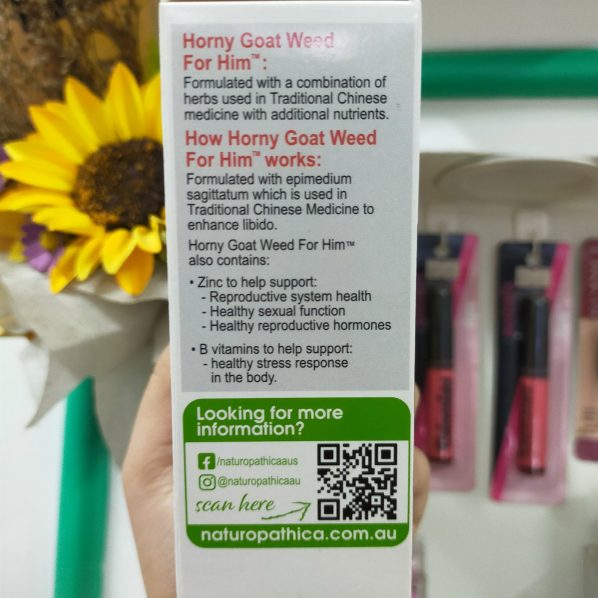 Horny Goat Weed
For Him™:
Formulated with a combination of
herbs used in Traditional Chinese
medicine with additional nutrients.
How Horny Goat Weed
For Him™ works:
Formulated with epimedium
sagittatum which is used in
Traditional Chinese Medicine to
enhance libido.
Horny Goat Weed For Him™
also contains:
• Zinc to help support:
- Reproductive system health
- Healthy sexual function
- Healthy reproductive hormones
• B vitamins to help support:
- healthy stress response
in the body.
Looking for more
information?
/naturopathicaaus
@naturopathicaau
scan here
naturopathica.com.au